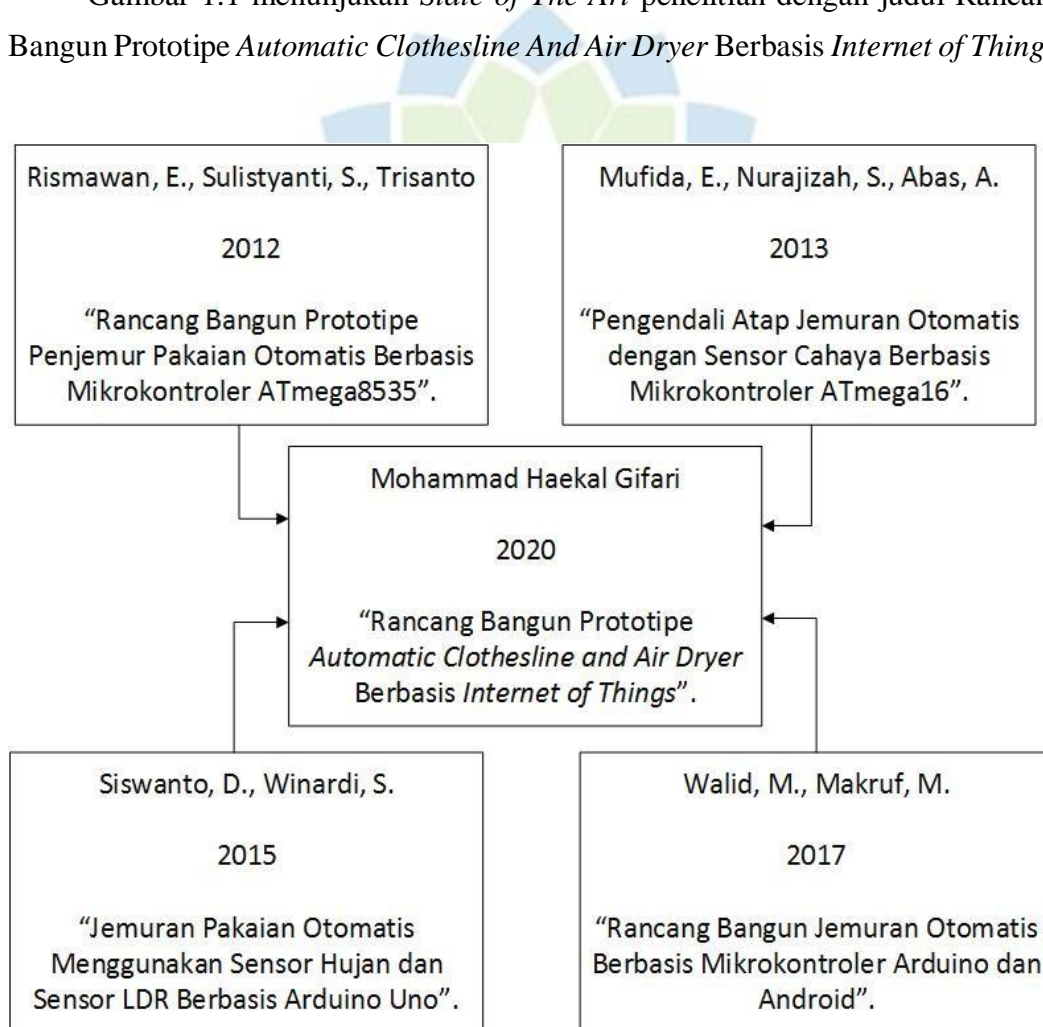 Gambar 1.1 menunjukan State of The Art penelitian dengan judul Rancang
Bangun Prototipe Automatic Clothesline And Air Dryer Berbasis Internet of Thing
Rismawan, E., Sulistyanti, S., Trisanto
2012
“Rancang Bangun Prototipe
Penjemur Pakaian Otomatis Berbasis
Mikrokontroler ATmega8535”.
Mufida, E., Nurajizah, S., Abas, A.
2013
“Pengendali Atap Jemuran Otomatis
dengan Sensor Cahaya Berbasis
Mikrokontroler ATmega16”.
Mohammad Haekal Gifari
2020
“Rancang Bangun Prototipe
Automatic Clothesline and Air Dryer
Berbasis Internet of Things”.
Siswanto, D., Winardi, S.
2015
“Jemuran Pakaian Otomatis
Menggunakan Sensor Hujan dan
Sensor LDR Berbasis Arduino Uno”.
Walid, M., Makruf, M.
2017
“Rancang Bangun Jemuran Otomatis
Berbasis Mikrokontroler Arduino dan
Android”.